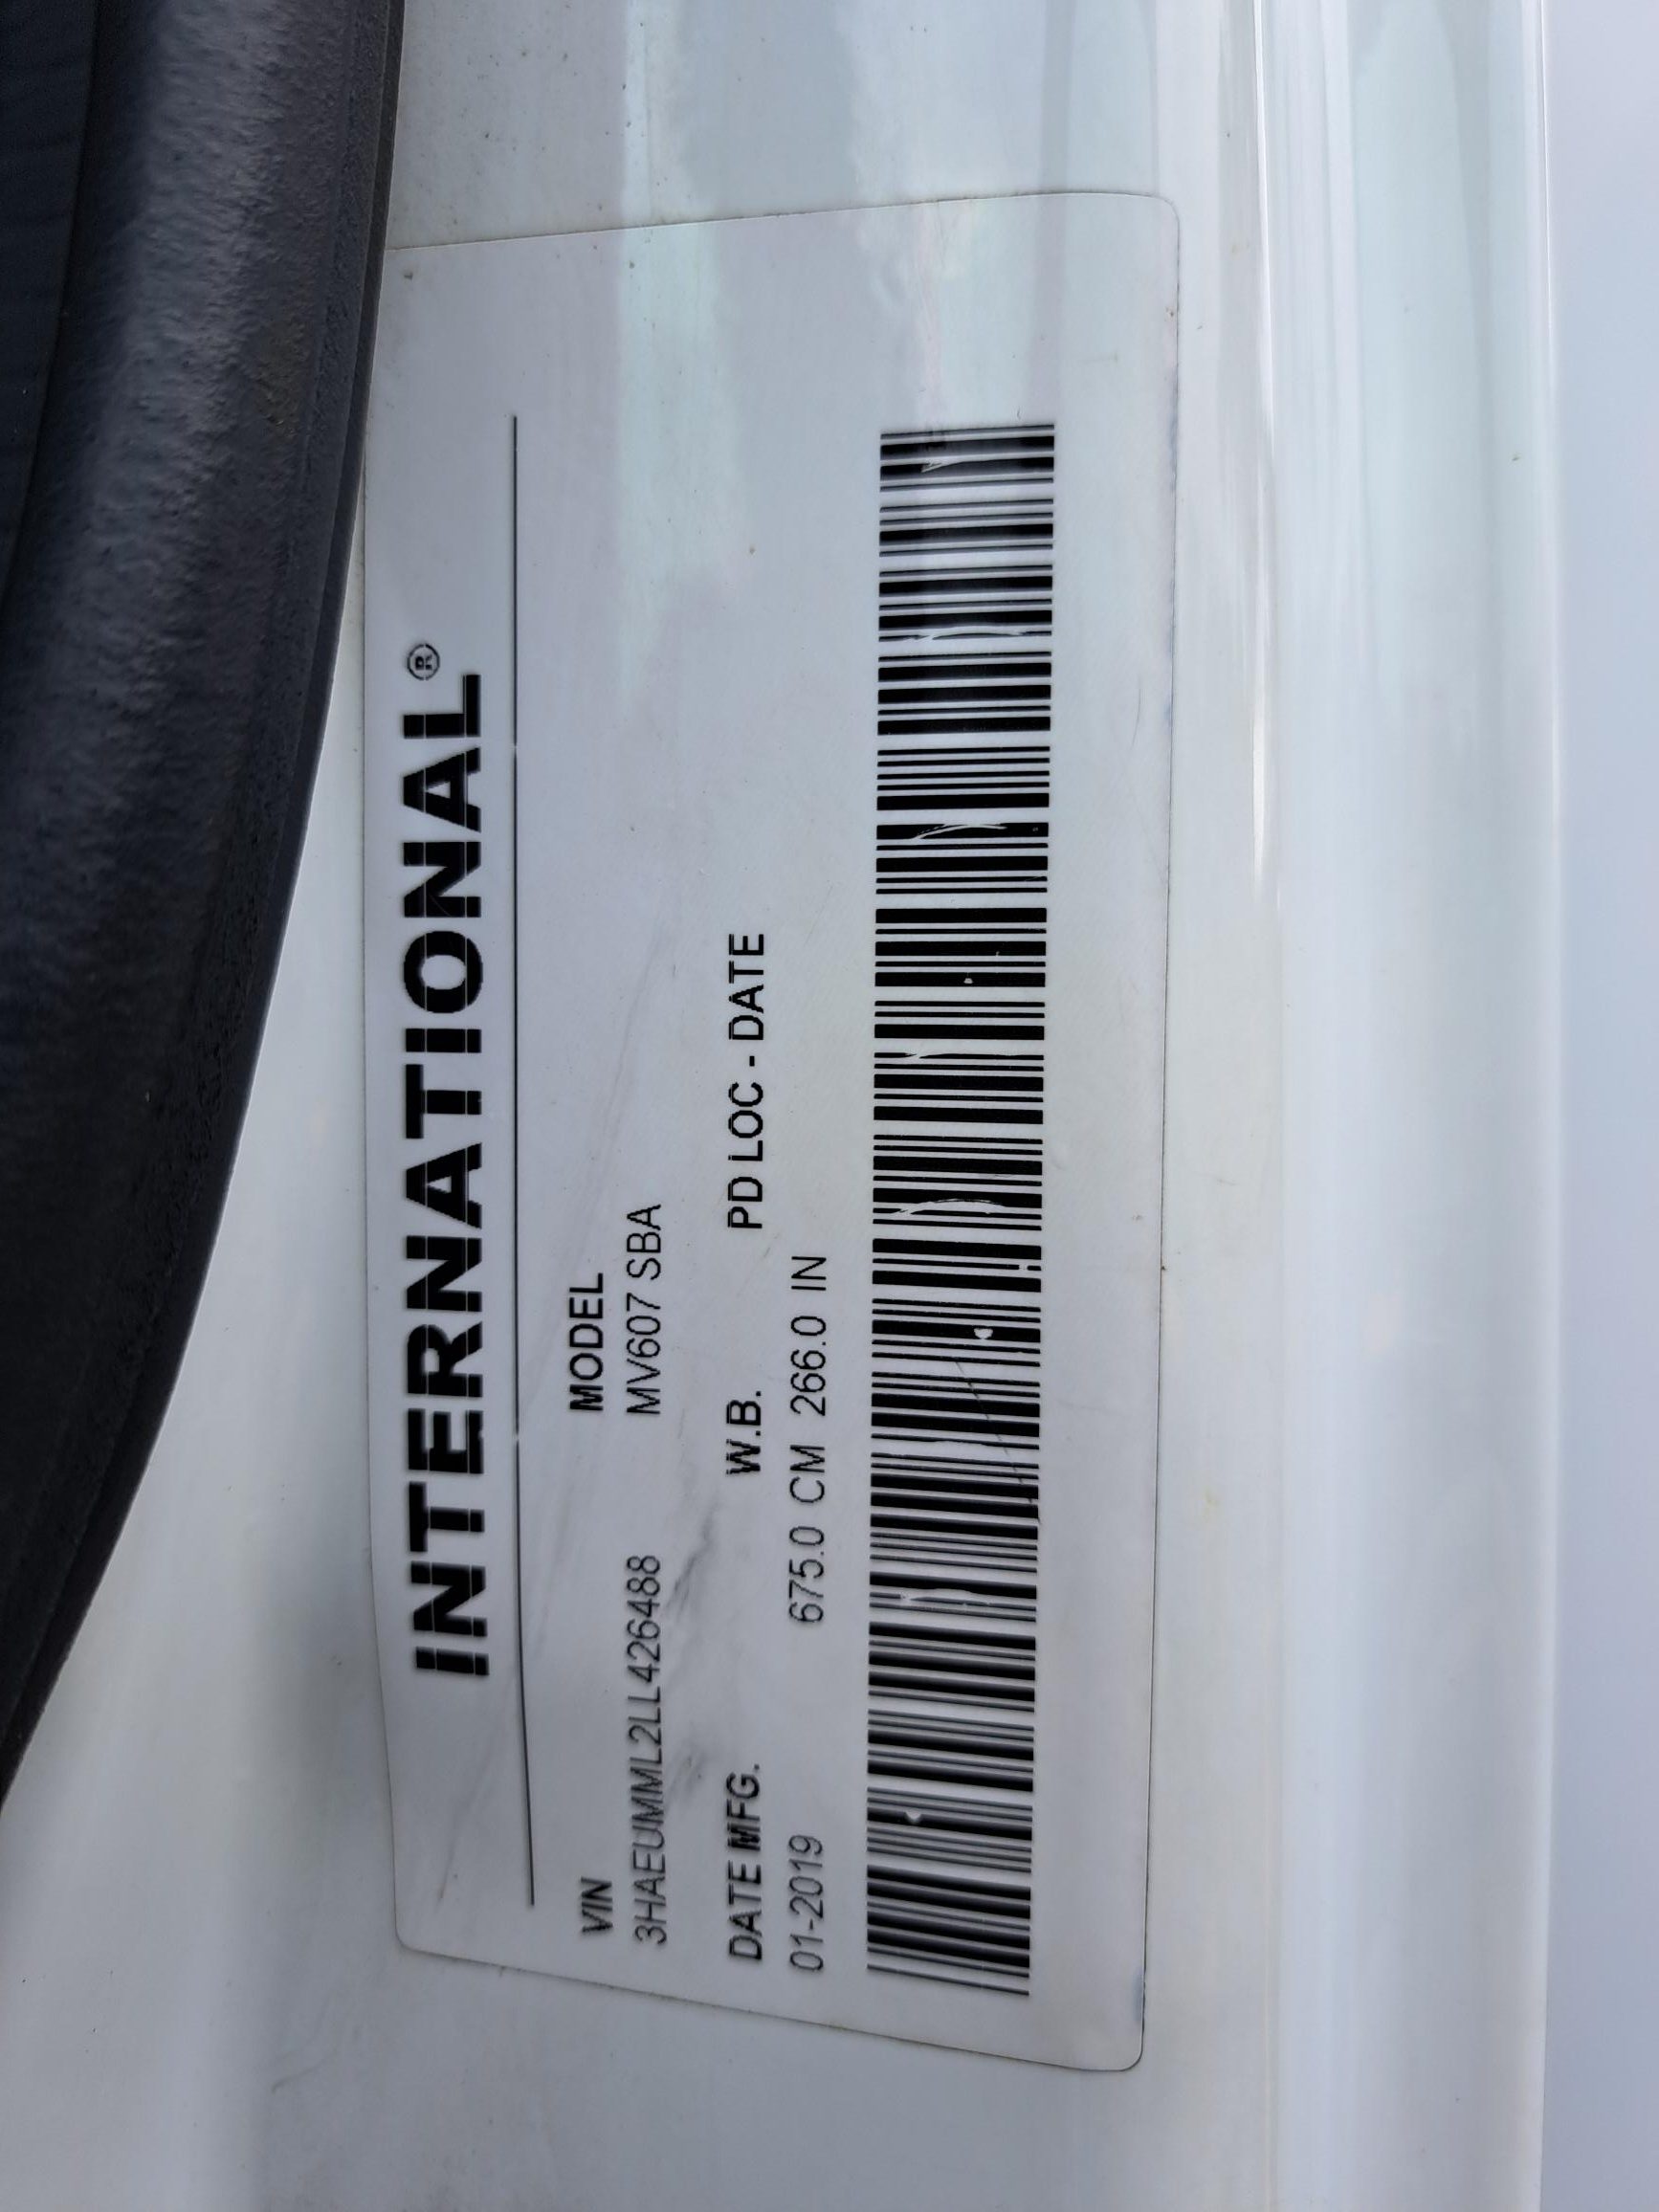 INTERNATIONAL®
VIN MODEL
3HAEUMML2LL426488 MV607 SBA
DATE MFG. W.B. PD LOC - DATE
01-2019 675.0 CM 266.0 IN